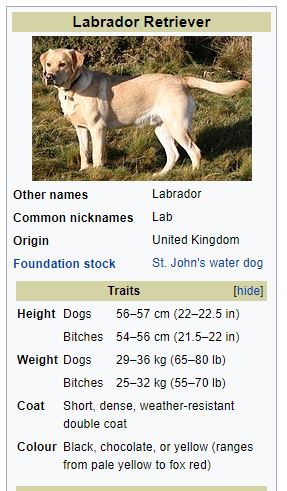 Labrador Retriever
Other names Labrador
Common nicknames Lab
Origin United Kingdom
Foundation stock St. John's water dog
Traits [hide]
Height Dogs 56–57 cm (22–22.5 in)
Bitches 54–56 cm (21.5–22 in)
Weight Dogs 29–36 kg (65–80 lb)
Bitches 25–32 kg (55–70 lb)
Coat Short, dense, weather-resistant
double coat
Colour Black, chocolate, or yellow (ranges
from pale yellow to fox red)